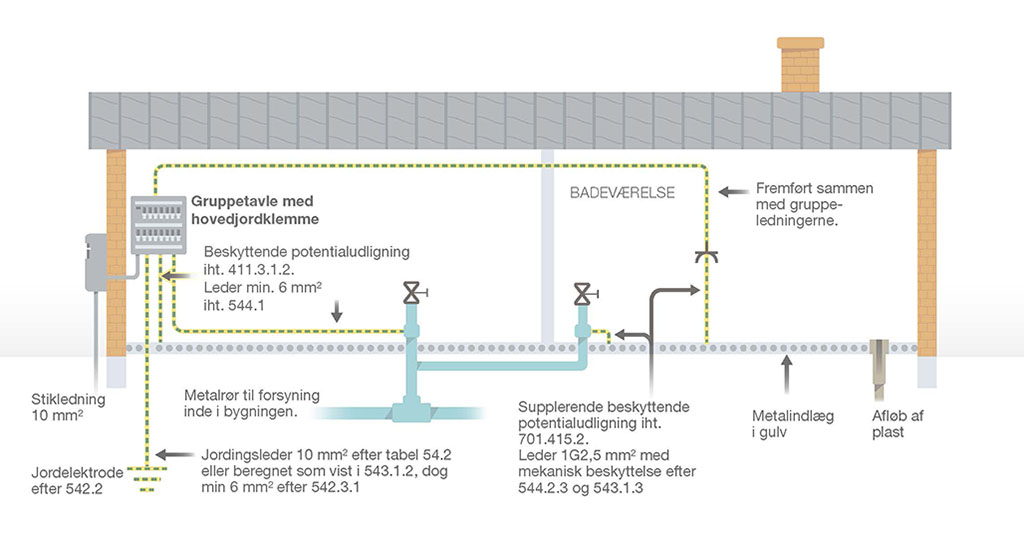 BADEVÆRELSE
Fremført sammen
med gruppe-
ledningerne.
Gruppetavle med
hovedjordklemme
Beskyttende potentialudligning
iht. 411.3.1.2.
Leder min. 6 mm²
iht. 544.1
Stikledning
10 mm²
Metalrør til forsyning
inde i bygningen.
Supplerende beskyttende
potentialudligning iht.
701.415.2.
Leder 1G2,5 mm² med
mekanisk beskyttelse efter
544.2.3 og 543.1.3
Metalindlæg
i gulv
Afløb af
plast
Jordelektrode
efter 542.2
Jordingsleder 10 mm² efter tabel 54.2
eller beregnet som vist i 543.1.2, dog
min 6 mm² efter 542.3.1